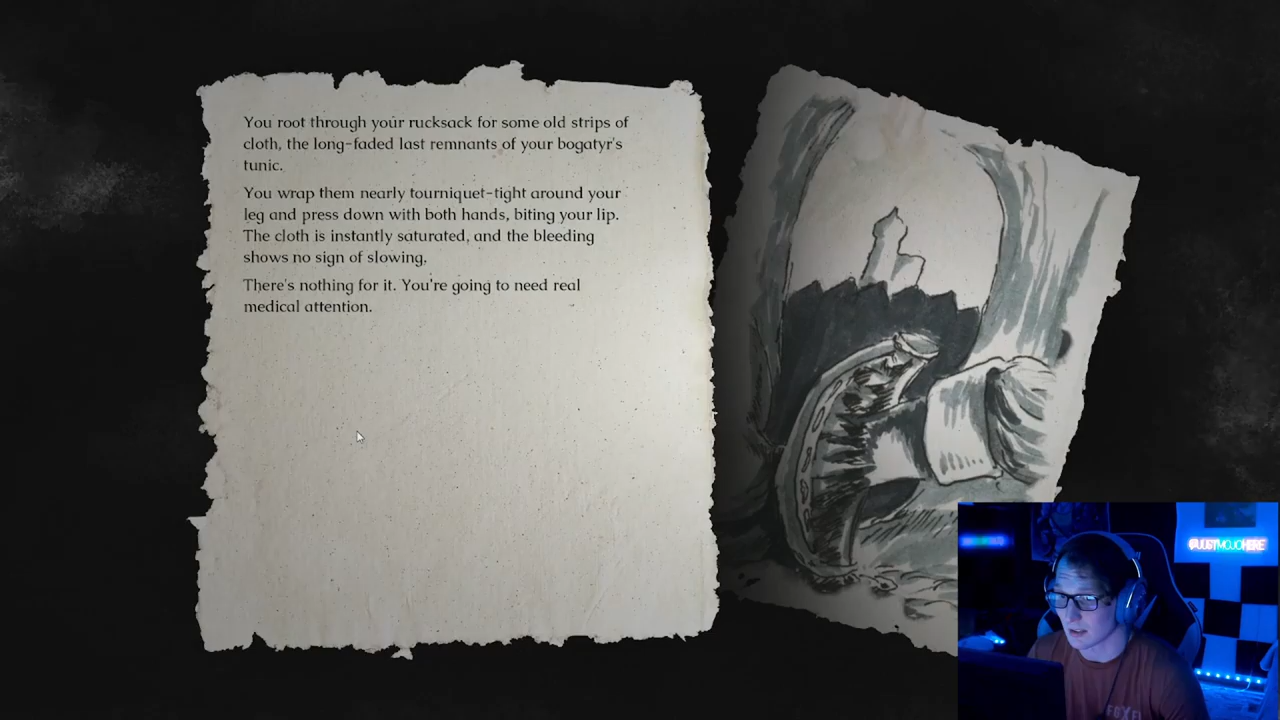 You root through your rucksack for some old strips of
cloth, the long-faded last remnants of your bogatyr's
tunic.
You wrap them nearly tourniquet-tight around your
leg and press down with both hands, biting your lip.
The cloth is instantly saturated, and the bleeding
shows no sign of slowing.
There's nothing for it. You're going to need real
medical attention.
@JUSTMOJOHERE